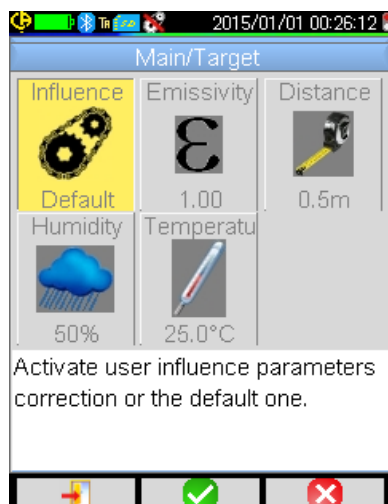 TR 2015/01/01 00:26:12
Main/Target
Influence Emissivity Distance
ε
Default 1.00 0.5m
Humidity Temperatu
50% 25.0°C
Activate user influence parameters
correction or the default one.